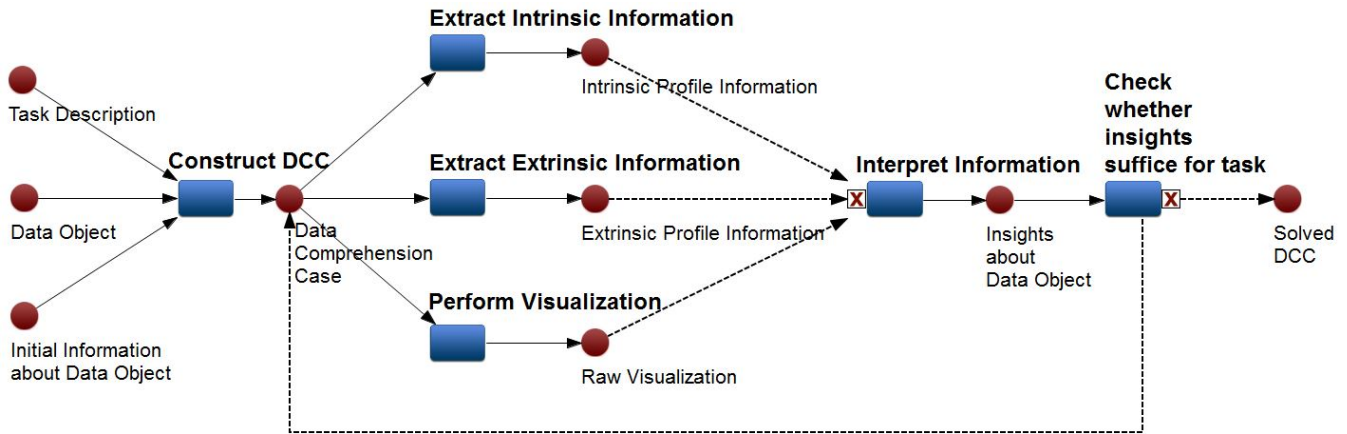 Extract Intrinsic Information
Intrinsic Profile Information
Task Description
Construct DCC
Data Object
Initial Information
about Data Object
Data
Comprehension
Case
Extract Extrinsic Information
Extrinsic Profile Information
Perform Visualization
Raw Visualization
X
Interpret Information
Insights
about
Data Object
Check
whether
insights
suffice for task
X
Solved
DCC